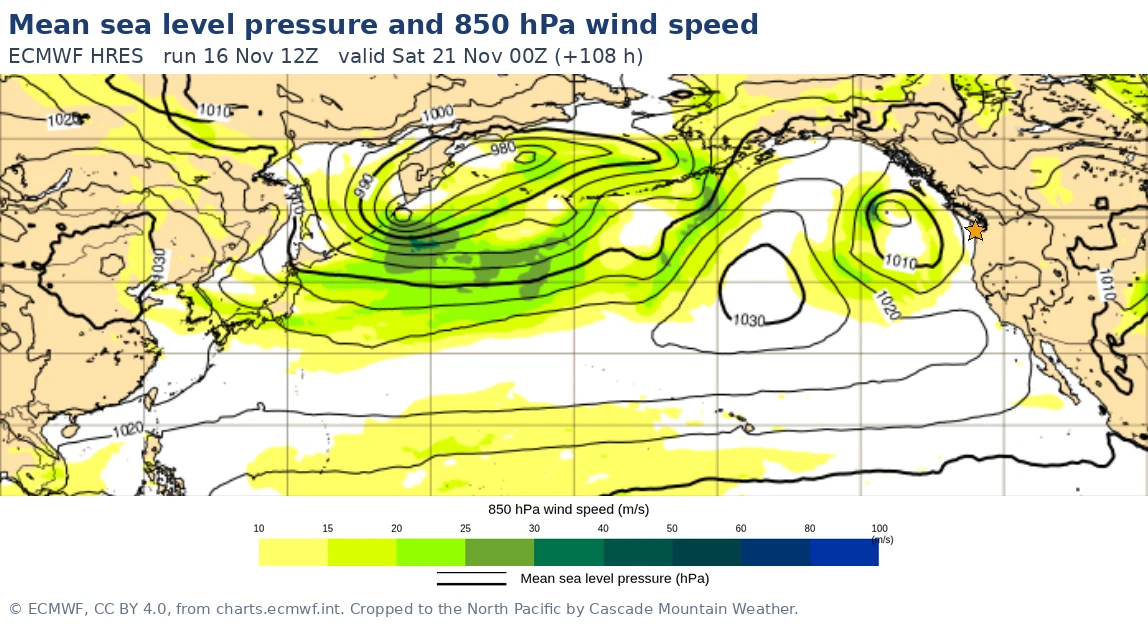 Mean sea level pressure and 850 hPa wind speed
ECMWF HRES run 16 Nov 12Z valid Sat 21 Nov 00Z (+108 h)
1020
1010
1000
980
990
1010
1030
1010
1020
1010
1030
1020
850 hPa wind speed (m/s)
10 15 20 25 30 40 50 60 80 100
(m/s)
Mean sea level pressure (hPa)
© ECMWF, CC BY 4.0, from charts.ecmwf.int. Cropped to the North Pacific by Cascade Mountain Weather.